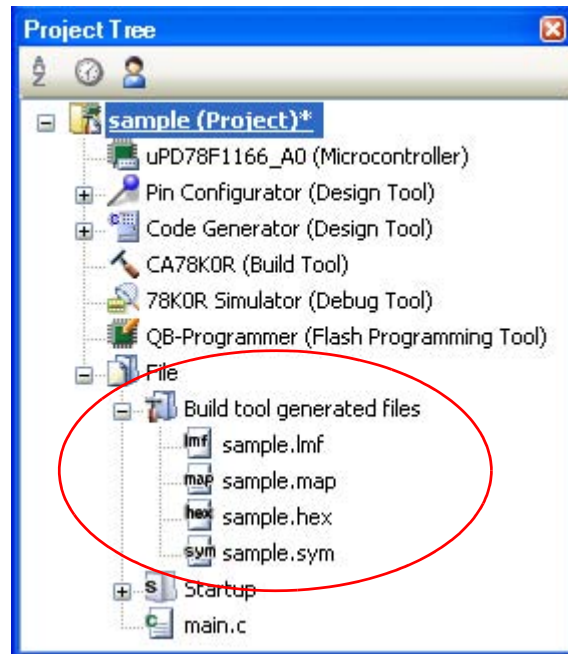 Project Tree
sample (Project)*
uPD78F1166_A0 (Microcontroller)
Pin Configurator (Design Tool)
Code Generator (Design Tool)
CA78K0R (Build Tool)
78K0R Simulator (Debug Tool)
QB-Programmer (Flash Programming Tool)
File
Build tool generated files
lmf sample.lmf
map sample.map
hex sample.hex
sym sample.sym
S Startup
C main.c